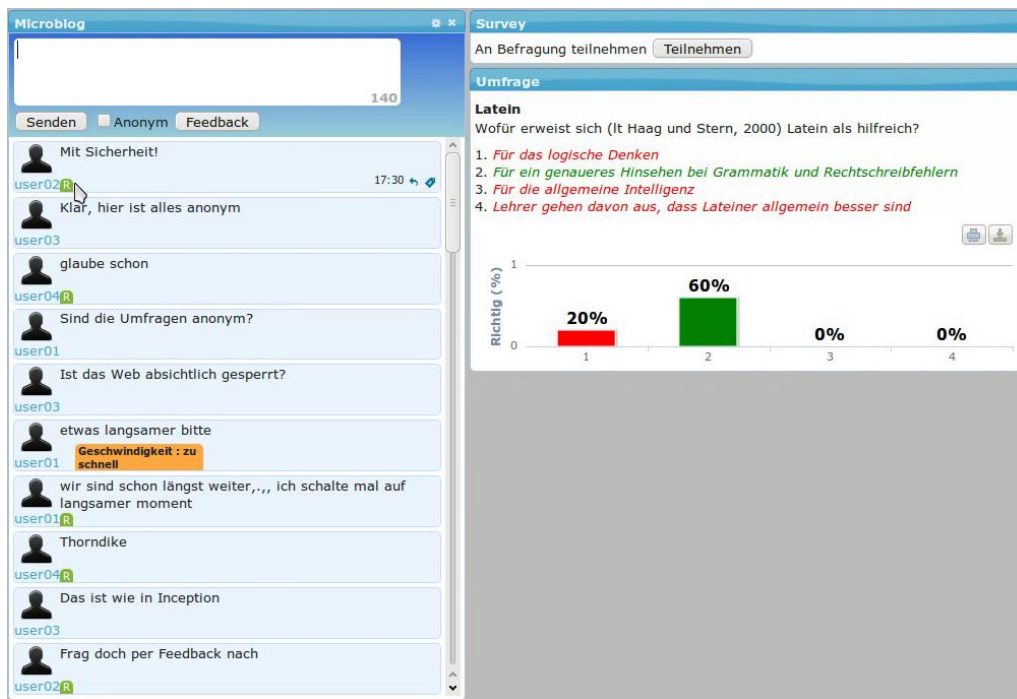 Microblog
140
Senden Anonym Feedback
Mit Sicherheit!
user02 R 17:30
Klar, hier ist alles anonym
user03
glaube schon
user04 R
Sind die Umfragen anonym?
user01
Ist das Web absichtlich gesperrt?
user03
etwas langsamer bitte
Geschwindigkeit : zu
schnell
user01
wir sind schon längst weiter,.,, ich schalte mal auf
langsamer moment
user01 R
Thorndike
user04 R
Das ist wie in Inception
user03
Frag doch per Feedback nach
user02 R
Survey
An Befragung teilnehmen Teilnehmen
Umfrage
Latein
Wofür erweist sich (lt Haag und Stern, 2000) Latein als hilfreich?
1. Für das logische Denken
2. Für ein genaueres Hinsehen bei Grammatik und Rechtschreibfehlern
3. Für die allgemeine Intelligenz
4. Lehrer gehen davon aus, dass Lateiner allgemein besser sind
Richtig (%)
1
0
20% 60% 0% 0%
1 2 3 4